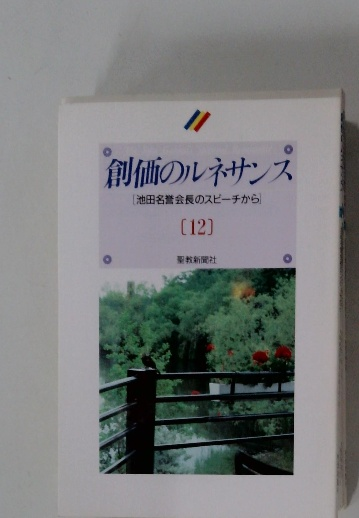 創価のルネサンス
[池田名誉会長のスピーチから]
〔12〕
聖教新聞社